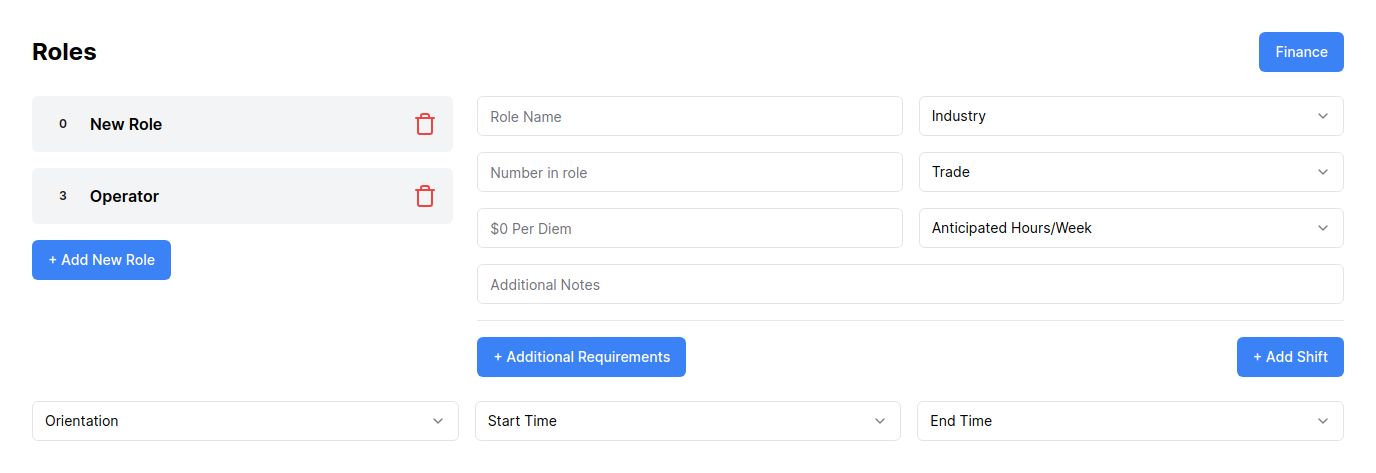 Roles
Finance
0 New Role
3 Operator
+ Add New Role
Role Name
Industry
Number in role
Trade
$0 Per Diem
Anticipated Hours/Week
Additional Notes
+ Additional Requirements
+ Add Shift
Orientation
Start Time
End Time